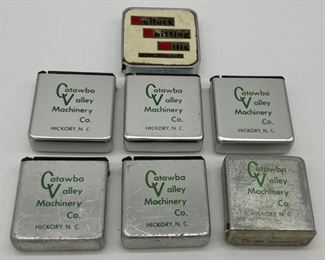 Knitting
Mills
Catawba
Valley
Machinery
Co.
HICKORY, N. C.
Catawba
Valley
Machinery
Co.
HICKORY, N. C.
Catawba
Valley
Machinery
Co.
HICKORY, N. C.
Catawba
Valley
Machinery
Co.
HICKORY, N. C.
Catawba
Valley
Machinery
Co.
HICKORY, N. C.
Catawba
Valley
Machinery
Co.
HICKORY, N. C.